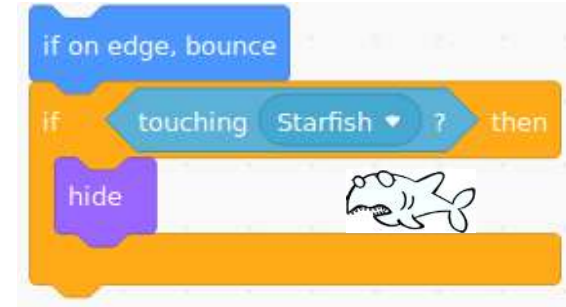 if on edge, bounce
if touching Starfish ? then
hide